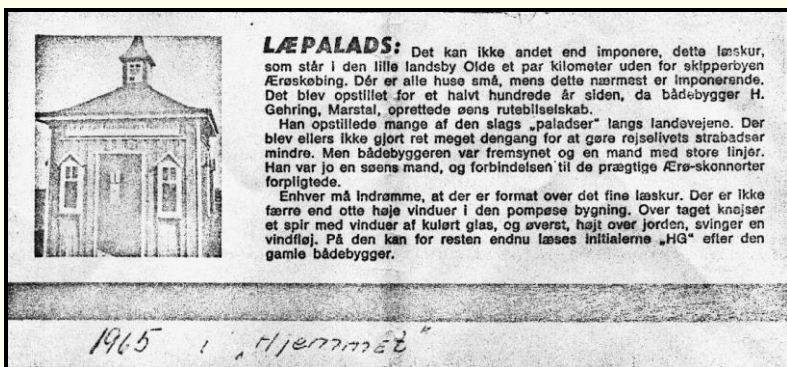 LÆPALADS: Det kan ikke andet end imponere, dette læskur,
som står i den lille landsby Olde et par kilometer uden for skipperbyen
Ærøskøbing. Dér er alle huse små, mens dette nærmest er imponerende.
Det blev opstillet for et halvt hundrede år siden, da bådebygger H.
Gehring, Marstal, oprettede øens rutebilselskab.
Han opstillede mange af den slags „paladser" langs landevejene. Der
blev ellers ikke gjort ret meget dengang for at gøre rejselivets strabadser
mindre. Men bådebyggeren var fremsynet og en mand med store linjer.
Han var jo en søens mand, og forbindelsen til de prægtige Ærø-skonnerter
forpligtede.
Enhver må indrømme, at der er format over det fine læskur. Der er ikke
færre end otte høje vinduer i den pompøse bygning. Over taget knejser
et spir med vinduer af kulørt glas, og øverst, højt over jorden, svinger en
vindfløj. På den kan for resten endnu læses initialerne „HG" efter den
gamle bådebygger.
1965 i „Hjemmet"